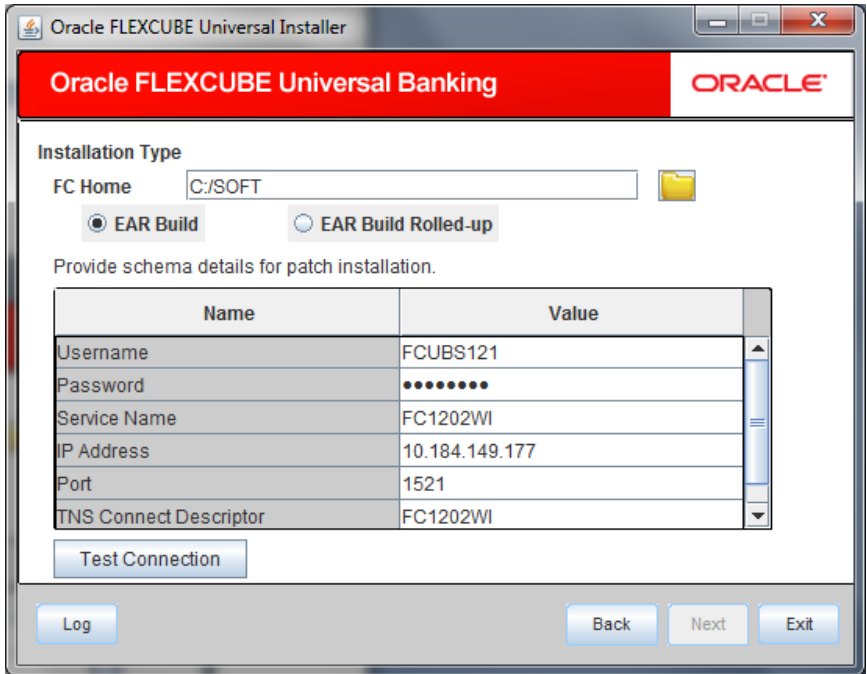 Oracle FLEXCUBE Universal Installer
Oracle FLEXCUBE Universal Banking ORACLE
Installation Type
FC Home C:/SOFT
EAR Build EAR Build Rolled-up
Provide schema details for patch installation.
Name Value
Username FCUBS121
Password ••••••••
Service Name FC1202WI
IP Address 10.184.149.177
Port 1521
TNS Connect Descriptor FC1202WI
Test Connection
Log Back Next Exit